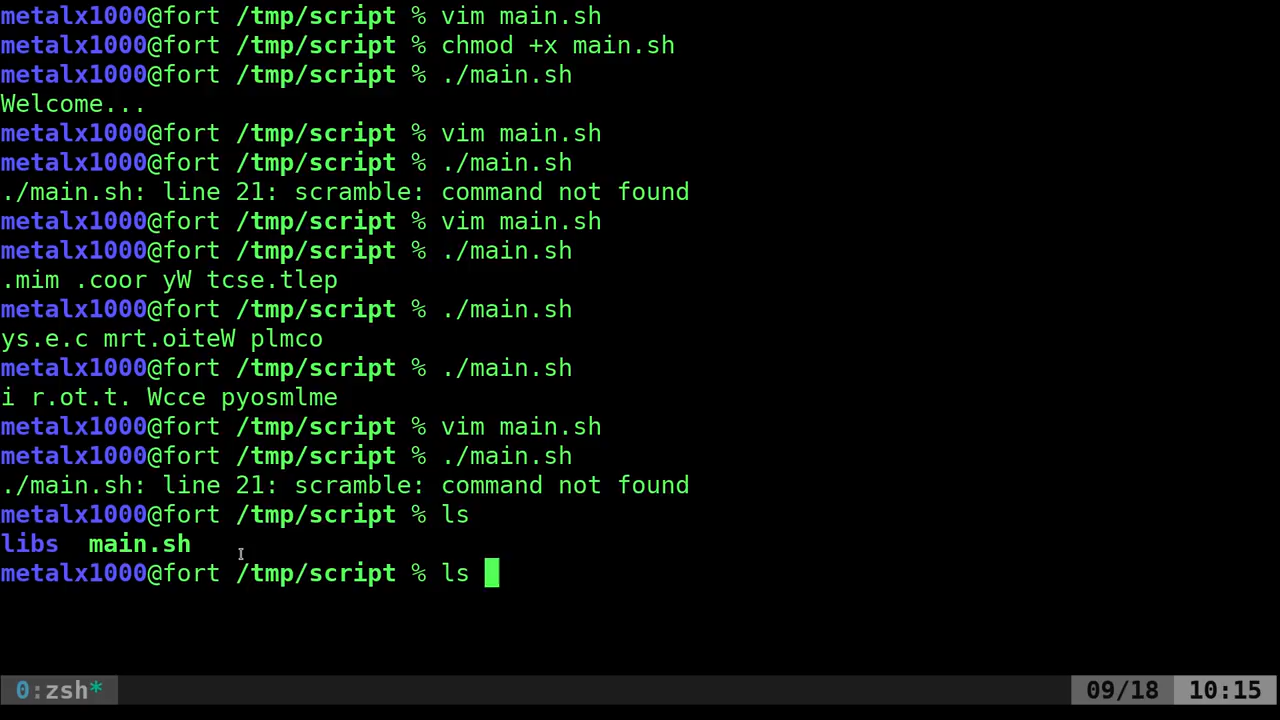 metalx1000@fort /tmp/script % vim main.sh
metalx1000@fort /tmp/script % chmod +x main.sh
metalx1000@fort /tmp/script % ./main.sh
Welcome...
metalx1000@fort /tmp/script % vim main.sh
metalx1000@fort /tmp/script % ./main.sh
./main.sh: line 21: scramble: command not found
metalx1000@fort /tmp/script % vim main.sh
metalx1000@fort /tmp/script % ./main.sh
.mim .coor yW tcse.tlep
metalx1000@fort /tmp/script % ./main.sh
ys.e.c mrt.oiteW plmco
metalx1000@fort /tmp/script % ./main.sh
i r.ot.t. Wcce pyosmlme
metalx1000@fort /tmp/script % vim main.sh
metalx1000@fort /tmp/script % ./main.sh
./main.sh: line 21: scramble: command not found
metalx1000@fort /tmp/script % ls
libs  main.sh
metalx1000@fort /tmp/script % ls
0:zsh* 09/18 10:15